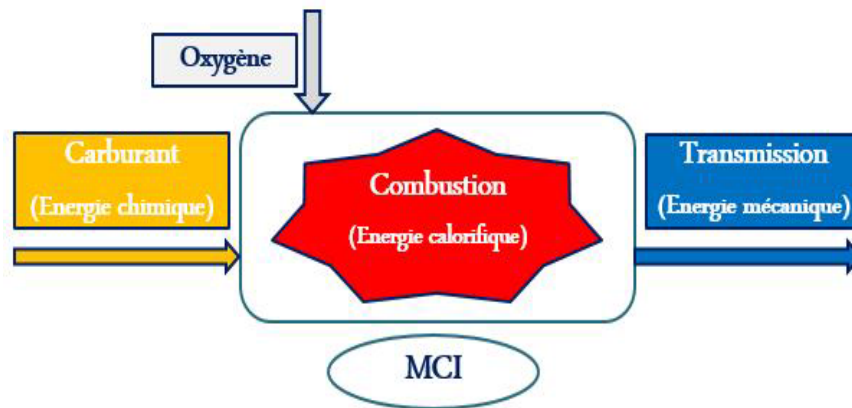 Oxygène
Carburant
(Energie chimique)
Combustion
(Energie calorifique)
Transmission
(Energie mécanique)
MCI